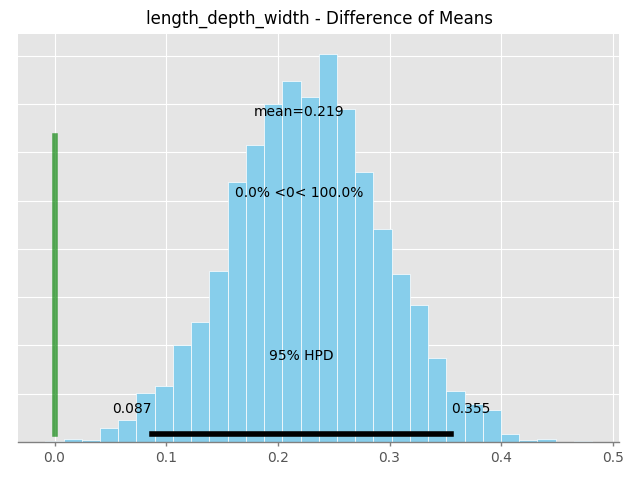 length_depth_width - Difference of Means
mean=0.219
0.0% <0< 100.0%
95% HPD
0.087
0.355
0.0
0.1
0.2
0.3
0.4
0.5